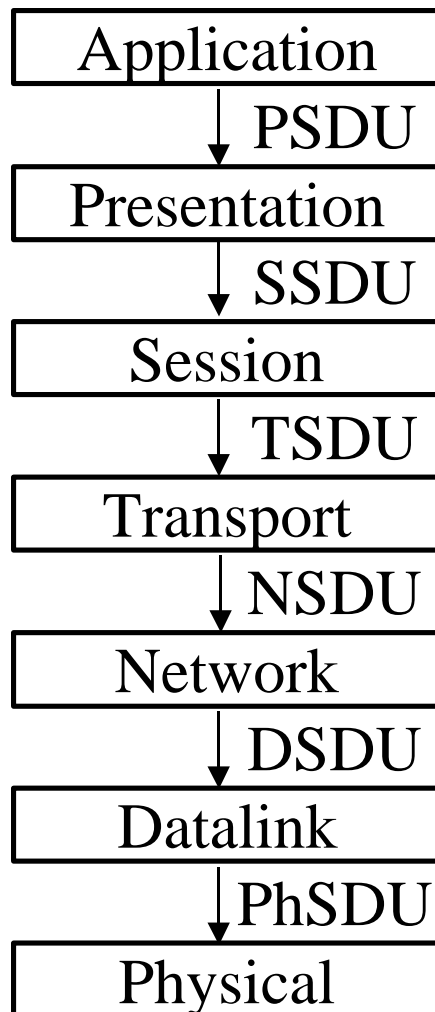 Application
PSDU
Presentation
SSDU
Session
TSDU
Transport
NSDU
Network
DSDU
Datalink
PhSDU
Physical